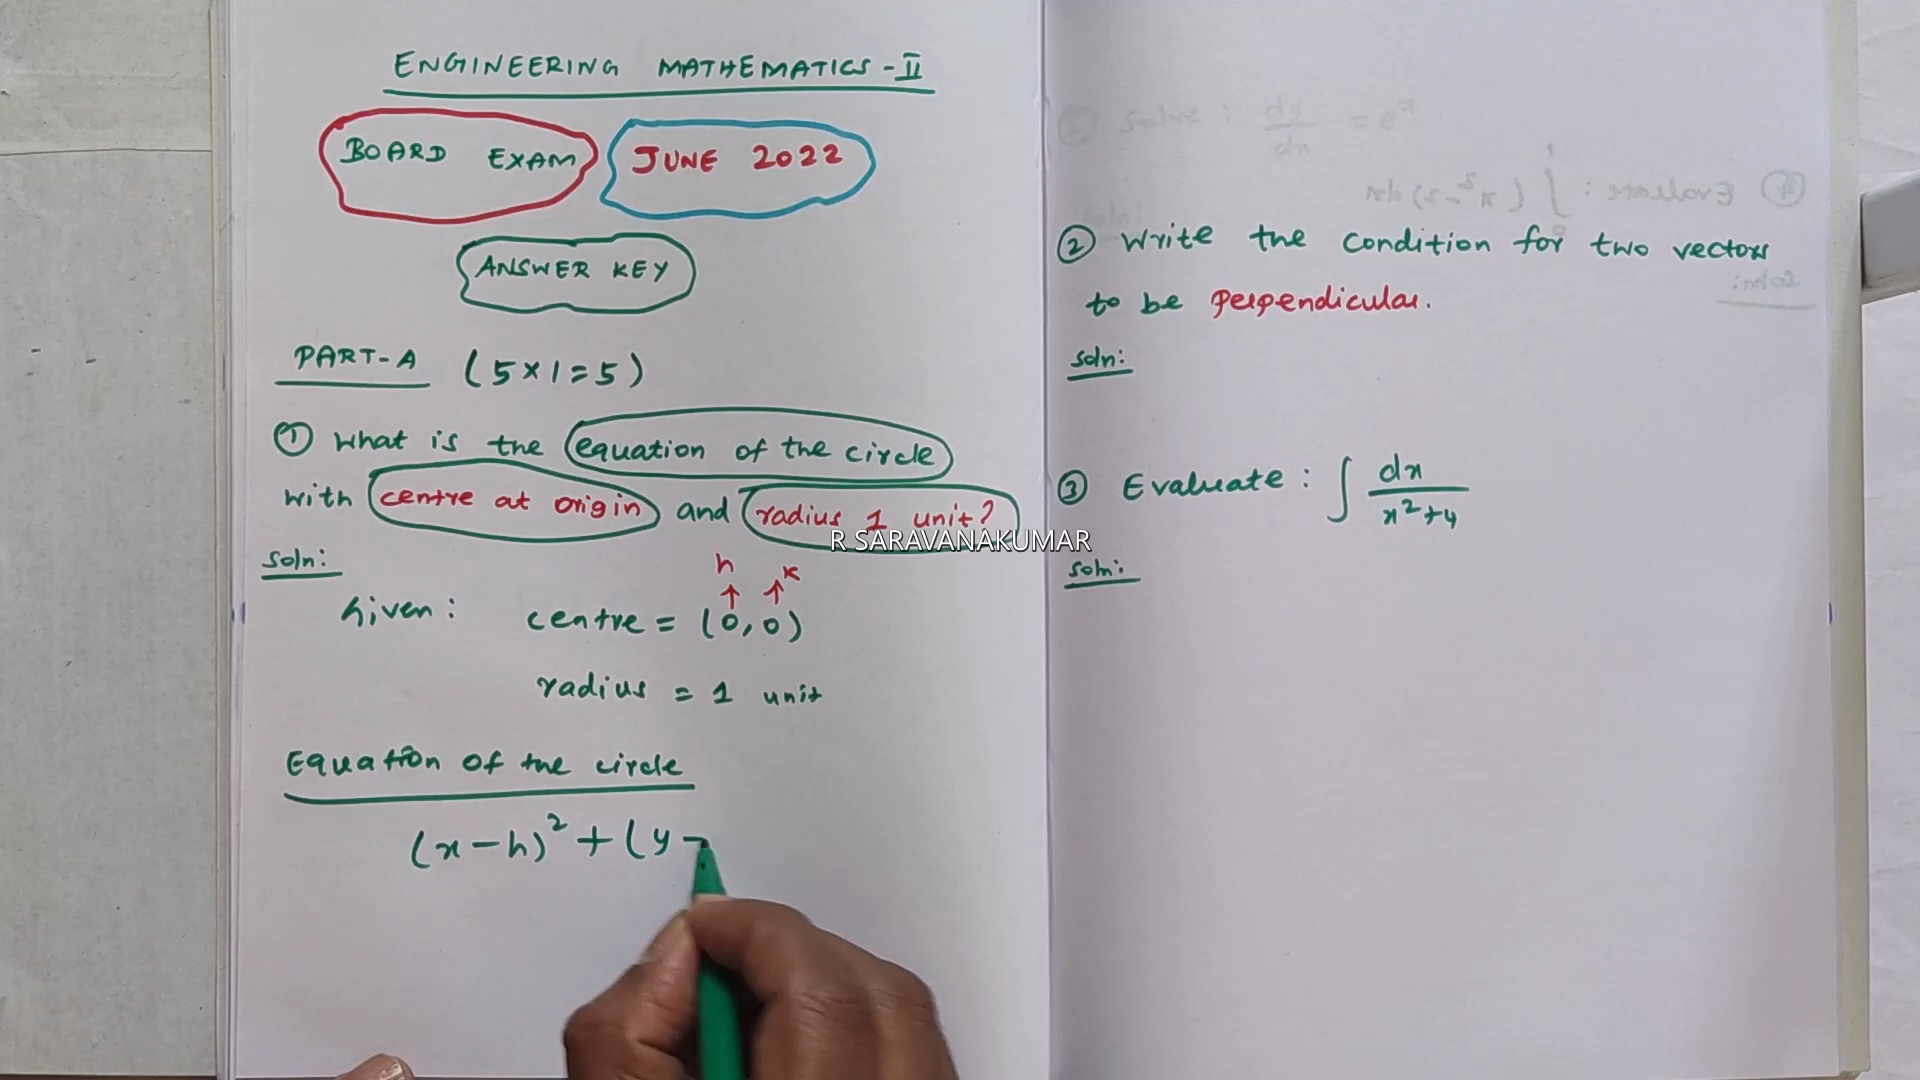 ENGINEERING MATHEMATICS - II
BOARD EXAM JUNE 2022
ANSWER KEY
PART-A (5×1=5)
① What is the equation of the circle
with centre at origin and radius 1 unit?
Soln:
h k
Given: centre = (0,0)
radius = 1 unit
Equation of the circle
(x-h)² + (y-
② Write the condition for two vectors
to be perpendicular.
Soln:
③ Evaluate: ∫ dx / x²+4
Soln:
R SARAVANAKUMAR